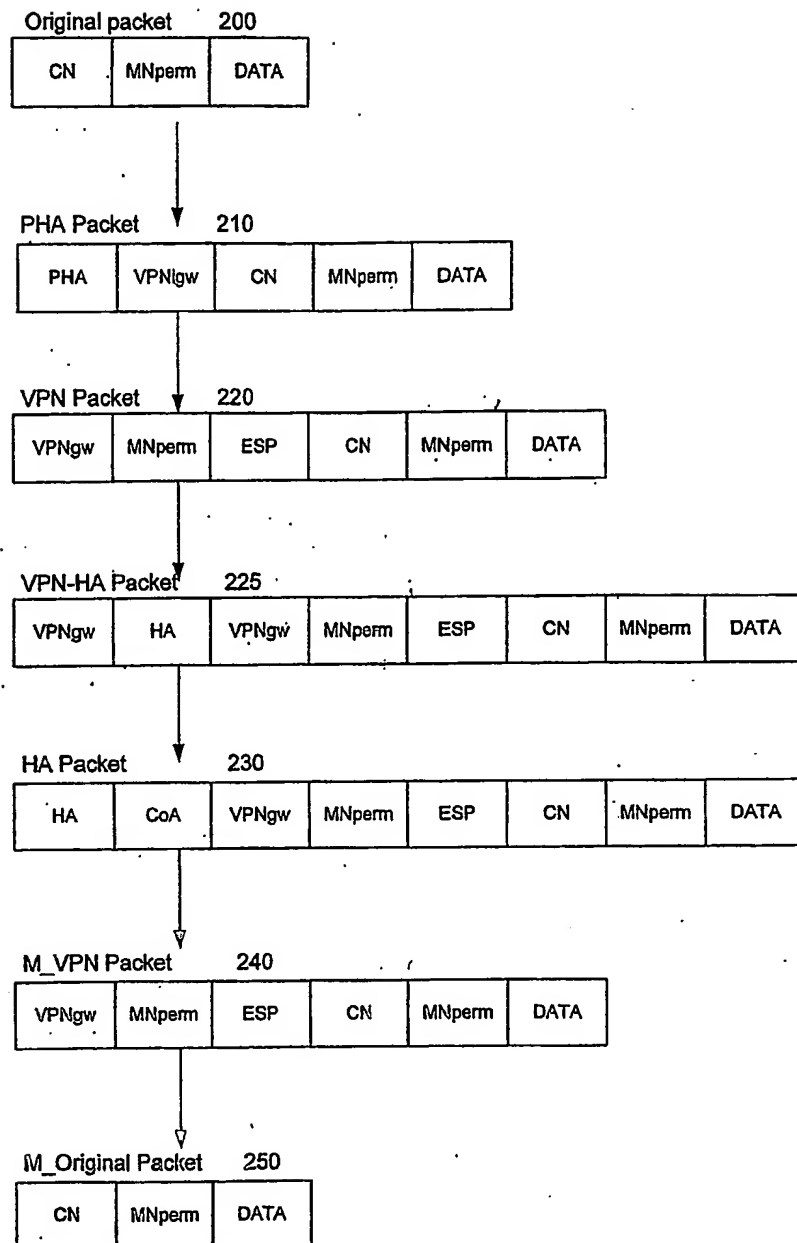 Original packet 200
CN MNperm DATA
PHA Packet 210
PHA VPNlgw CN MNperm DATA
VPN Packet 220
VPNgw MNperm ESP CN MNperm DATA
VPN-HA Packet 225
VPNgw HA VPNgw MNperm ESP CN MNperm DATA
HA Packet 230
HA CoA VPNgw MNperm ESP CN MNperm DATA
M_VPN Packet 240
VPNgw MNperm ESP CN MNperm DATA
M_Original Packet 250
CN MNperm DATA